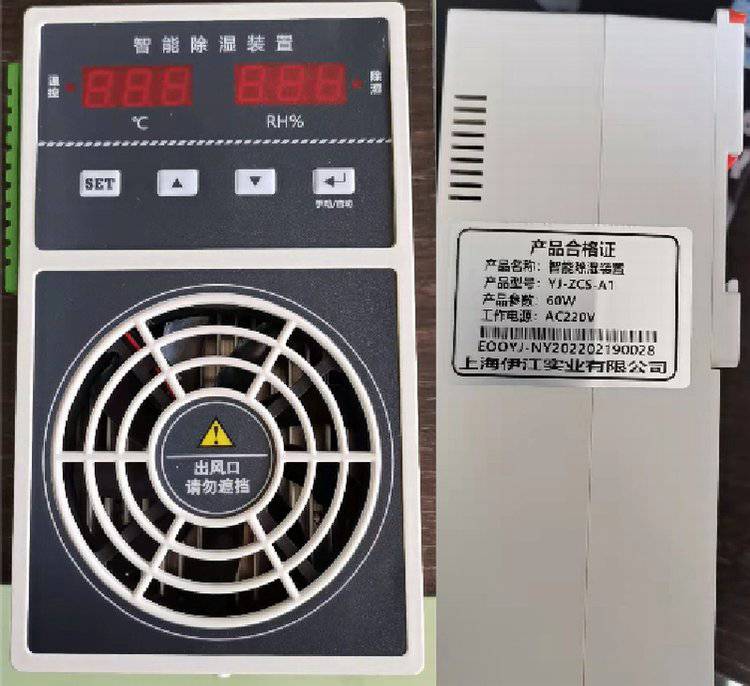 智能除湿装置
温控
888
888
除湿
℃
RH%
SET
手动/自动
出风口
请勿遮挡
产品合格证
产品名称：智能除湿装置
产品型号：YJ-ZCS-A1
产品参数：60W
工作电源：AC220V
EOOYJ-NY202202190028
上海伊江实业有限公司